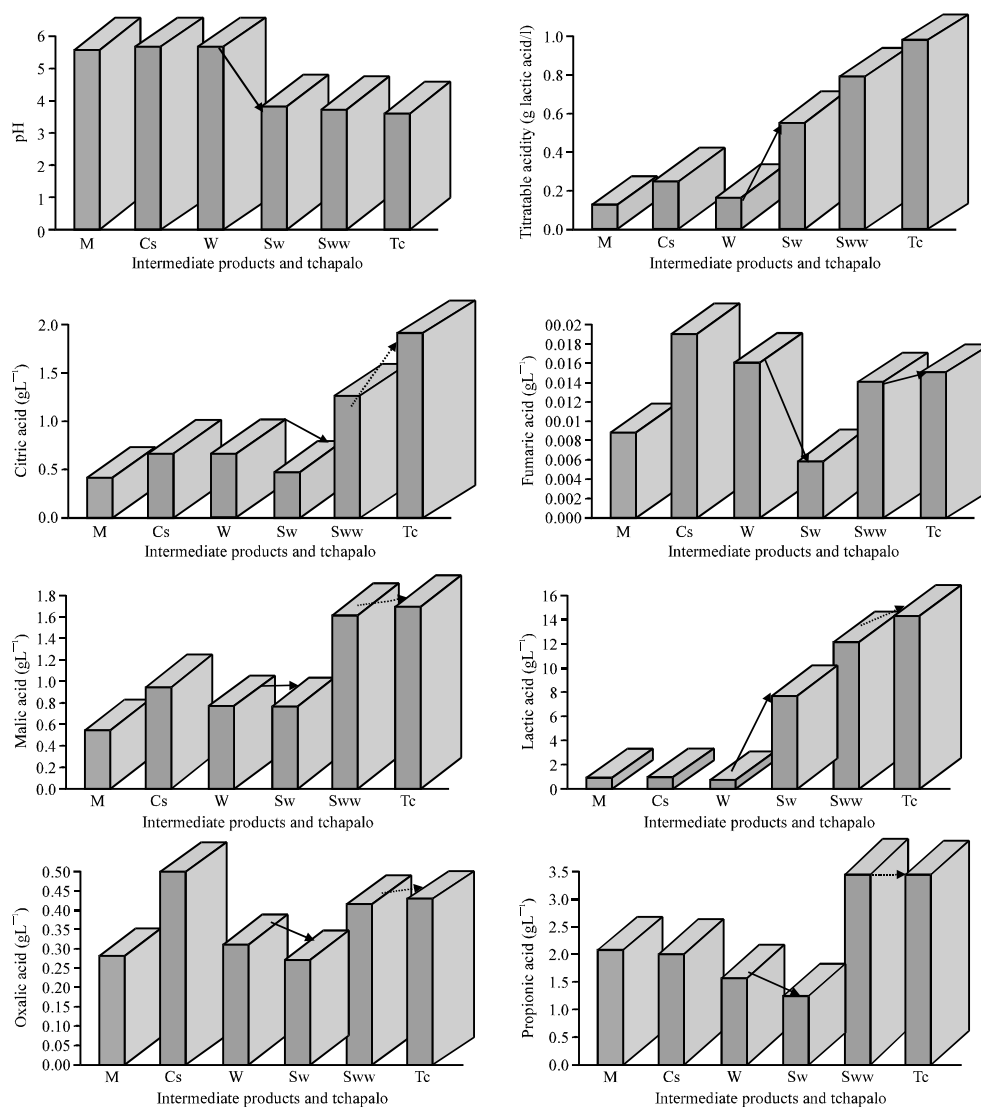 pH
6
5
4
3
2
1
0
M Cs W Sw Sww Tc
Intermediate products and tchapalo
Titratable acidity (g lactic acid/l)
1.0
0.8
0.6
0.4
0.2
0.0
M Cs W Sw Sww Tc
Intermediate products and tchapalo
Citric acid (gL⁻¹)
2.0
1.5
1.0
0.5
0.0
M Cs W Sw Sww Tc
Intermediate products and tchapalo
Fumaric acid (gL⁻¹)
00.02
0.018
0.016
0.014
0.012
0.010
0.008
0.006
0.004
0.002
0.000
M Cs W Sw Sww Tc
Intermediate products and tchapalo
Malic acid (gL⁻¹)
1.8
1.6
1.4
1.2
1.0
0.8
0.6
0.4
0.2
0.0
M Cs W Sw Sww Tc
Intermediate products and tchapalo
Lactic acid (gL⁻¹)
16
14
12
10
8
6
4
2
0
M Cs W Sw Sww Tc
Intermediate products and tchapalo
Oxalic acid (gL⁻¹)
0.50
0.45
0.40
0.35
0.30
0.25
0.20
0.15
0.10
0.05
0.00
M Cs W Sw Sww Tc
Intermediate products and tchapalo
Propionic acid (gL⁻¹)
3.5
3.0
2.5
2.0
1.5
1.0
0.5
0.0
M Cs W Sw Sww Tc
Intermediate products and tchapalo